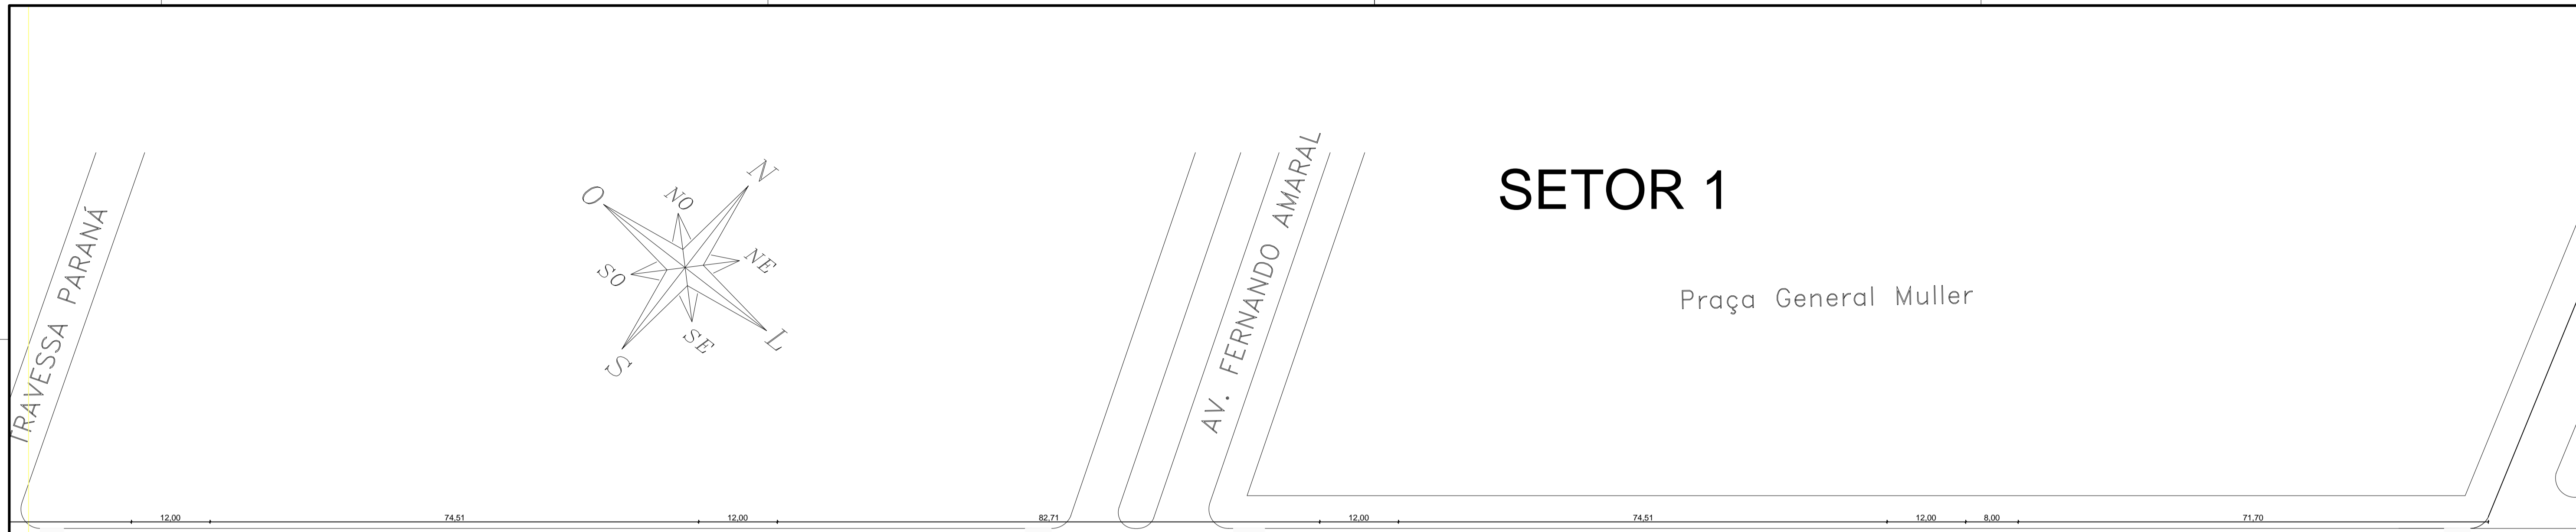 SETOR 1
TRAVESSA PARANÁ
N
NO
O
NE
SO
SE
L
S
AV. FERNANDO AMARAL
Praça General Muller
12,00 74,51 12,00 82,71 12,00 74,51 12,00 8,00 71,70